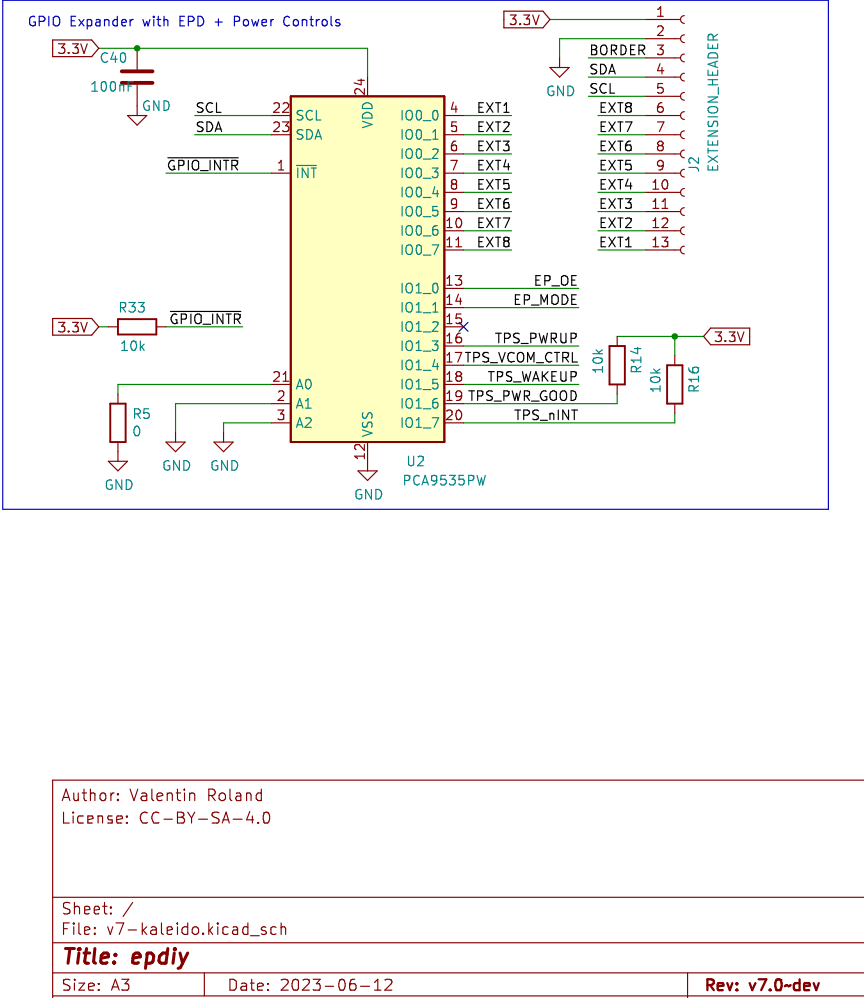 GPIO Expander with EPD + Power Controls
3.3V
C40
100nF
GND
SCL
SDA
GPIO_INTR
22
23
1
24
VDD
SCL
SDA
INT
IO0_0
IO0_1
IO0_2
IO0_3
IO0_4
IO0_5
IO0_6
IO0_7
4 EXT1
5 EXT2
6 EXT3
7 EXT4
8 EXT5
9 EXT6
10 EXT7
11 EXT8
3.3V
GND
1
2
BORDER 3
SDA 4
SCL 5
EXT8 6
EXT7 7
EXT6 8
EXT5 9
EXT4 10
EXT3 11
EXT2 12
EXT1 13
J2
EXTENSION_HEADER
3.3V
R33
10k
GPIO_INTR
IO1_0
IO1_1
IO1_2
IO1_3
IO1_4
IO1_5
IO1_6
IO1_7
13 EP_OE
14 EP_MODE
15
16 TPS_PWRUP
17 TPS_VCOM_CTRL
18 TPS_WAKEUP
19 TPS_PWR_GOOD
20 TPS_nINT
10k
R14
10k
R16
3.3V
21 A0
2 A1
3 A2
R5
0
GND
GND
GND
VSS
12
GND
U2
PCA9535PW
Author: Valentin Roland
License: CC-BY-SA-4.0
Sheet: /
File: v7-kaleido.kicad_sch
Title: epdiy
Size: A3
Date: 2023-06-12
Rev: v7.0~dev